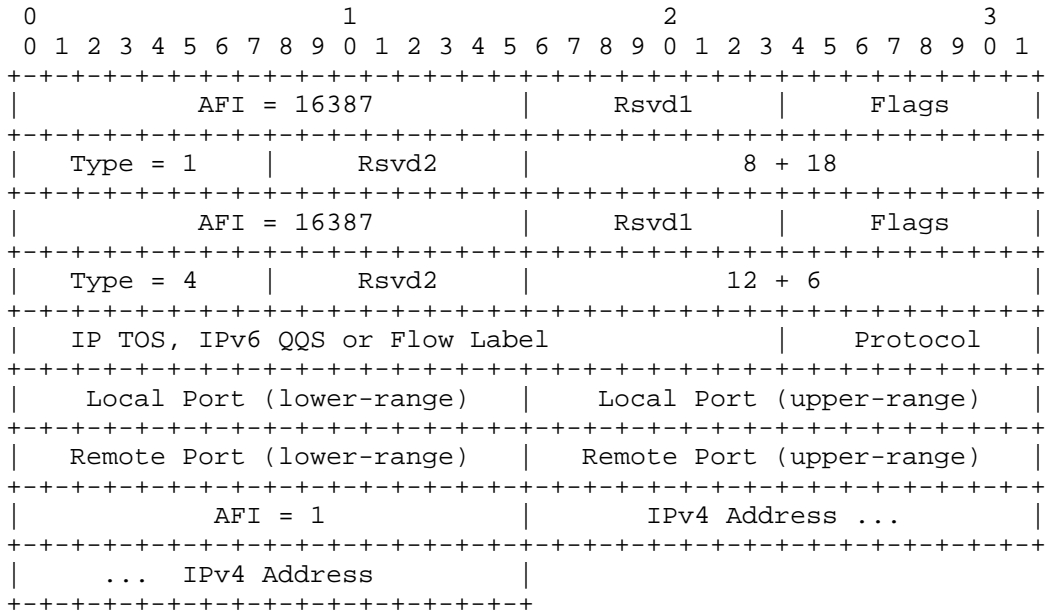 0                   1                   2                   3
 0 1 2 3 4 5 6 7 8 9 0 1 2 3 4 5 6 7 8 9 0 1 2 3 4 5 6 7 8 9 0 1
+-+-+-+-+-+-+-+-+-+-+-+-+-+-+-+-+-+-+-+-+-+-+-+-+-+-+-+-+-+-+-+-+
|           AFI = 16387         |     Rsvd1     |     Flags     |
+-+-+-+-+-+-+-+-+-+-+-+-+-+-+-+-+-+-+-+-+-+-+-+-+-+-+-+-+-+-+-+-+
|   Type = 1    |     Rsvd2     |             8 + 18            |
+-+-+-+-+-+-+-+-+-+-+-+-+-+-+-+-+-+-+-+-+-+-+-+-+-+-+-+-+-+-+-+-+
|           AFI = 16387         |     Rsvd1     |     Flags     |
+-+-+-+-+-+-+-+-+-+-+-+-+-+-+-+-+-+-+-+-+-+-+-+-+-+-+-+-+-+-+-+-+
|   Type = 4    |     Rsvd2     |            12 + 6             |
+-+-+-+-+-+-+-+-+-+-+-+-+-+-+-+-+-+-+-+-+-+-+-+-+-+-+-+-+-+-+-+-+
|   IP TOS, IPv6 QQS or Flow Label              |    Protocol   |
+-+-+-+-+-+-+-+-+-+-+-+-+-+-+-+-+-+-+-+-+-+-+-+-+-+-+-+-+-+-+-+-+
|    Local Port (lower-range)   |    Local Port (upper-range)   |
+-+-+-+-+-+-+-+-+-+-+-+-+-+-+-+-+-+-+-+-+-+-+-+-+-+-+-+-+-+-+-+-+
|   Remote Port (lower-range)   |   Remote Port (upper-range)   |
+-+-+-+-+-+-+-+-+-+-+-+-+-+-+-+-+-+-+-+-+-+-+-+-+-+-+-+-+-+-+-+-+
|            AFI = 1            |       IPv4 Address ...        |
+-+-+-+-+-+-+-+-+-+-+-+-+-+-+-+-+-+-+-+-+-+-+-+-+-+-+-+-+-+-+-+-+
|     ...  IPv4 Address         |
+-+-+-+-+-+-+-+-+-+-+-+-+-+-+-+-+